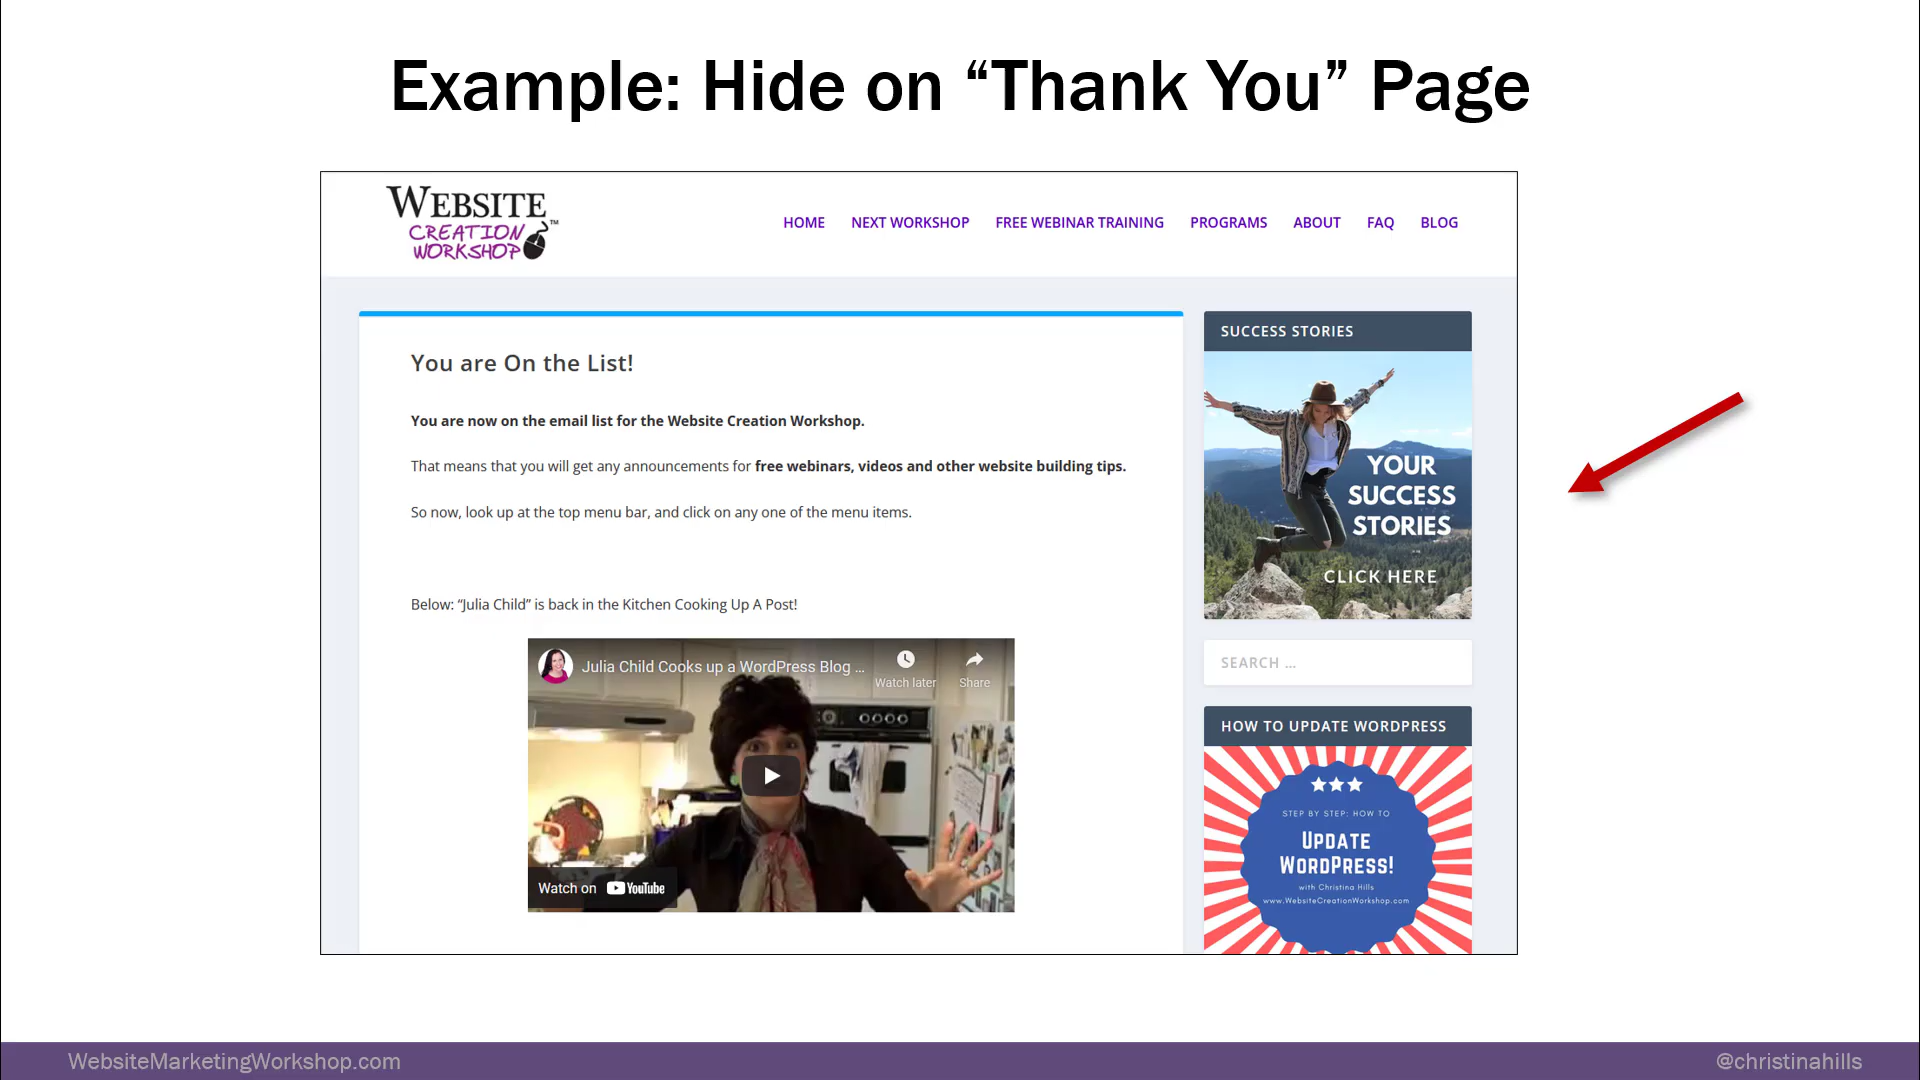 Example: Hide on “Thank You” Page
WEBSITE
CREATION
WORKSHOP™
HOME NEXT WORKSHOP FREE WEBINAR TRAINING PROGRAMS ABOUT FAQ BLOG
You are On the List!
You are now on the email list for the Website Creation Workshop.
That means that you will get any announcements for free webinars, videos and other website building tips.
So now, look up at the top menu bar, and click on any one of the menu items.
Below: “Julia Child” is back in the Kitchen Cooking Up A Post!
Julia Child Cooks up a WordPress Blog ...
Watch later
Share
Watch on YouTube
SUCCESS STORIES
YOUR
SUCCESS
STORIES
CLICK HERE
SEARCH ...
HOW TO UPDATE WORDPRESS
STEP BY STEP: HOW TO
UPDATE
WORDPRESS!
with Christina Hills
www.WebsiteCreationWorkshop.com
WebsiteMarketingWorkshop.com
@christinahills